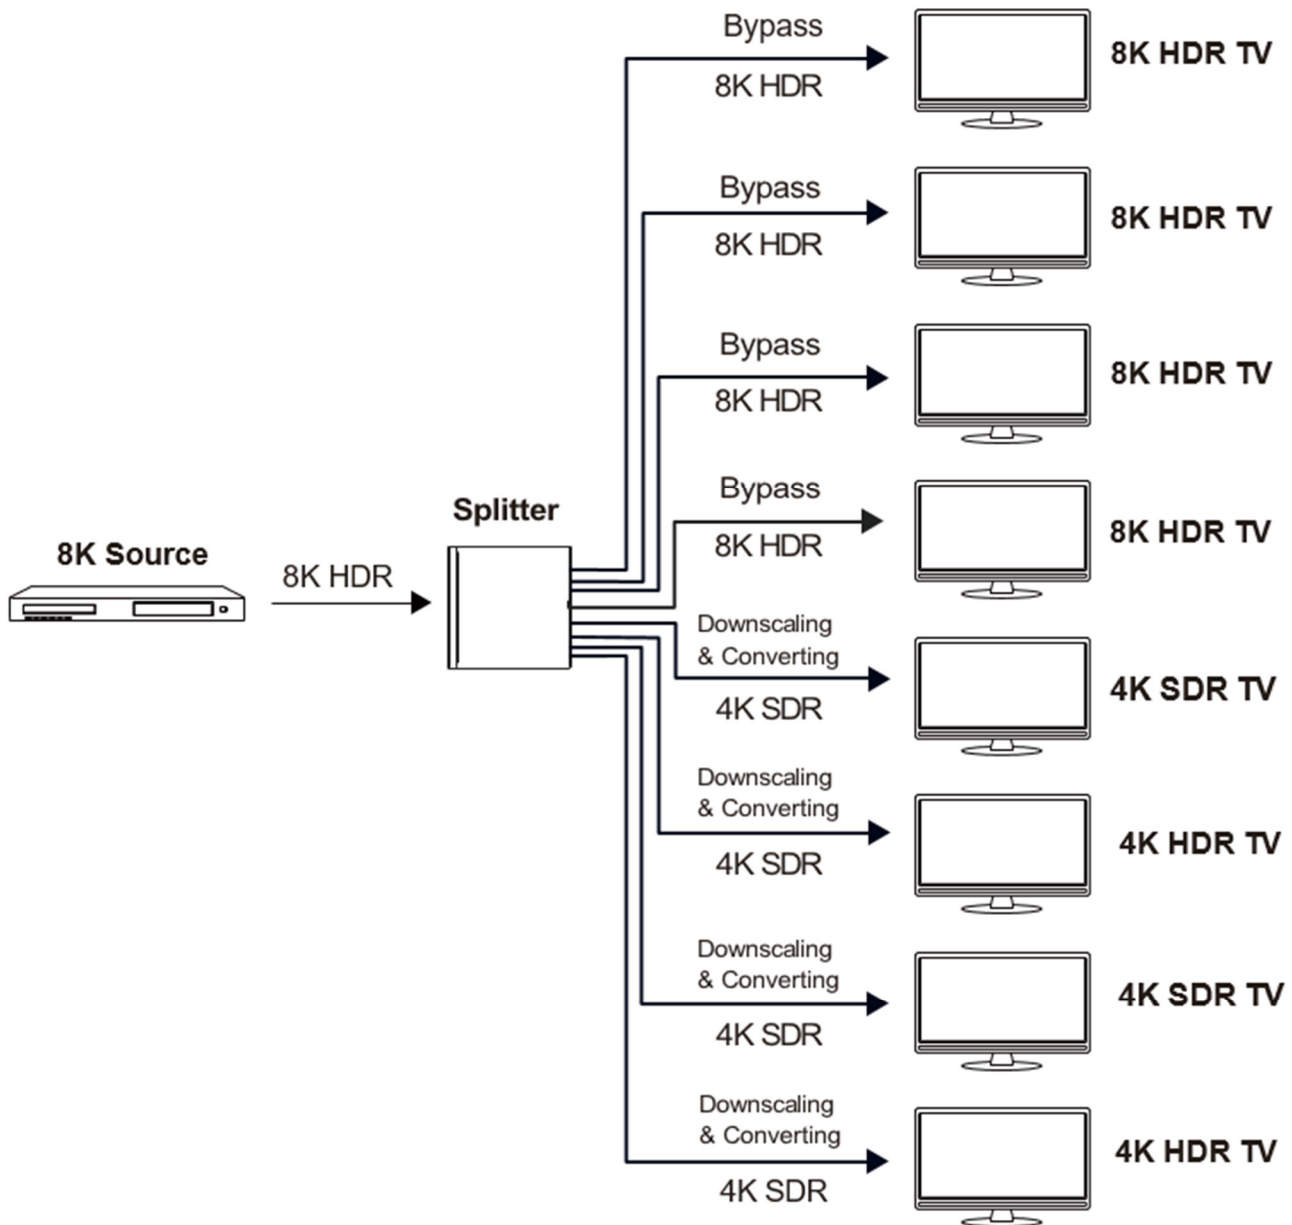 Bypass
8K HDR
8K HDR TV
Bypass
8K HDR
8K HDR TV
Bypass
8K HDR
8K HDR TV
Splitter
Bypass
8K HDR
8K HDR TV
8K Source
8K HDR
Downscaling
& Converting
4K SDR
4K SDR TV
Downscaling
& Converting
4K SDR
4K HDR TV
Downscaling
& Converting
4K SDR
4K SDR TV
Downscaling
& Converting
4K SDR
4K HDR TV